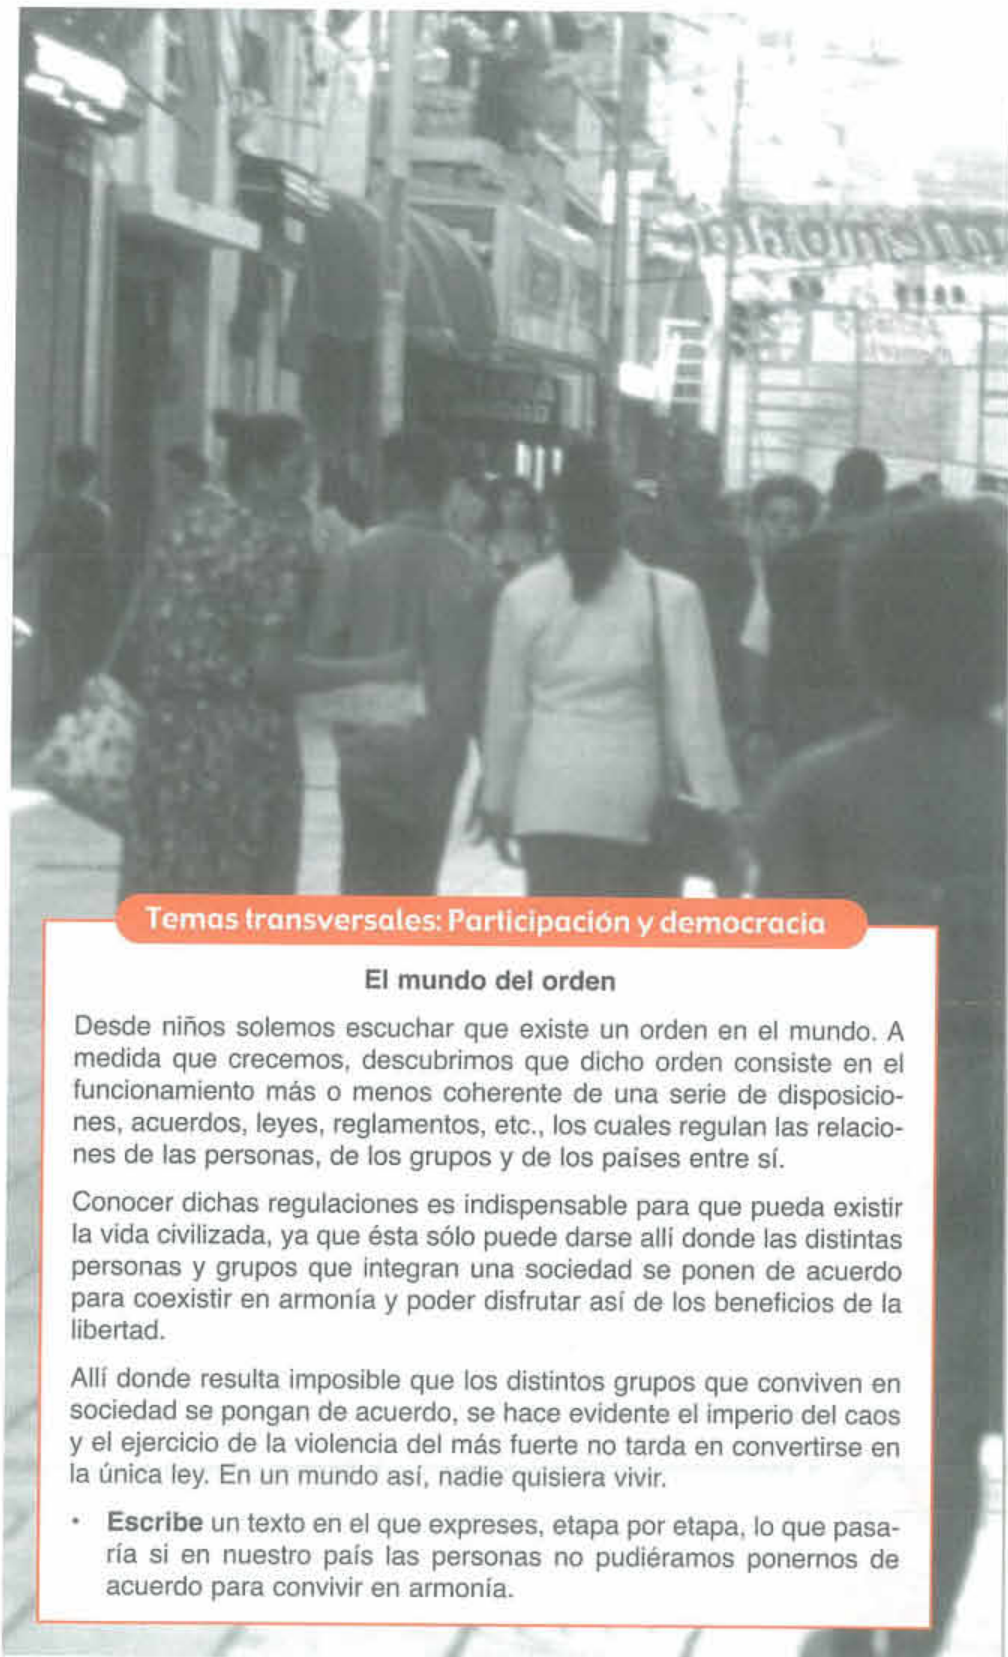 Temas transversales: Participación y democracia
El mundo del orden
Desde niños solemos escuchar que existe un orden en el mundo. A
medida que crecemos, descubrimos que dicho orden consiste en el
funcionamiento más o menos coherente de una serie de disposicio-
nes, acuerdos, leyes, reglamentos, etc., los cuales regulan las relacio-
nes de las personas, de los grupos y de los países entre sí.
Conocer dichas regulaciones es indispensable para que pueda existir
la vida civilizada, ya que ésta sólo puede darse allí donde las distintas
personas y grupos que integran una sociedad se ponen de acuerdo
para coexistir en armonía y poder disfrutar así de los beneficios de la
libertad.
Allí donde resulta imposible que los distintos grupos que conviven en
sociedad se pongan de acuerdo, se hace evidente el imperio del caos
y el ejercicio de la violencia del más fuerte no tarda en convertirse en
la única ley. En un mundo así, nadie quisiera vivir.
• Escribe un texto en el que expreses, etapa por etapa, lo que pasa-
ría si en nuestro país las personas no pudiéramos ponernos de
acuerdo para convivir en armonía.